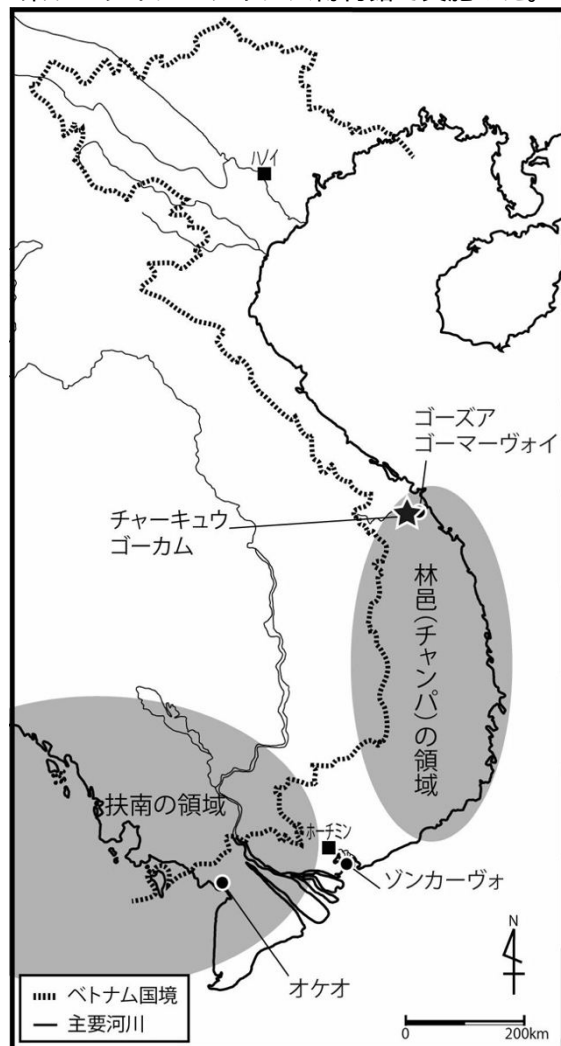 ハノイ
ゴーズア
ゴーマーヴォイ
チャーキュウ
ゴーカム
林邑(チャンパ)の領域
扶南の領域
ホーチミン
ゾンカーヴォ
オケオ
N
ベトナム国境
主要河川
0 200km